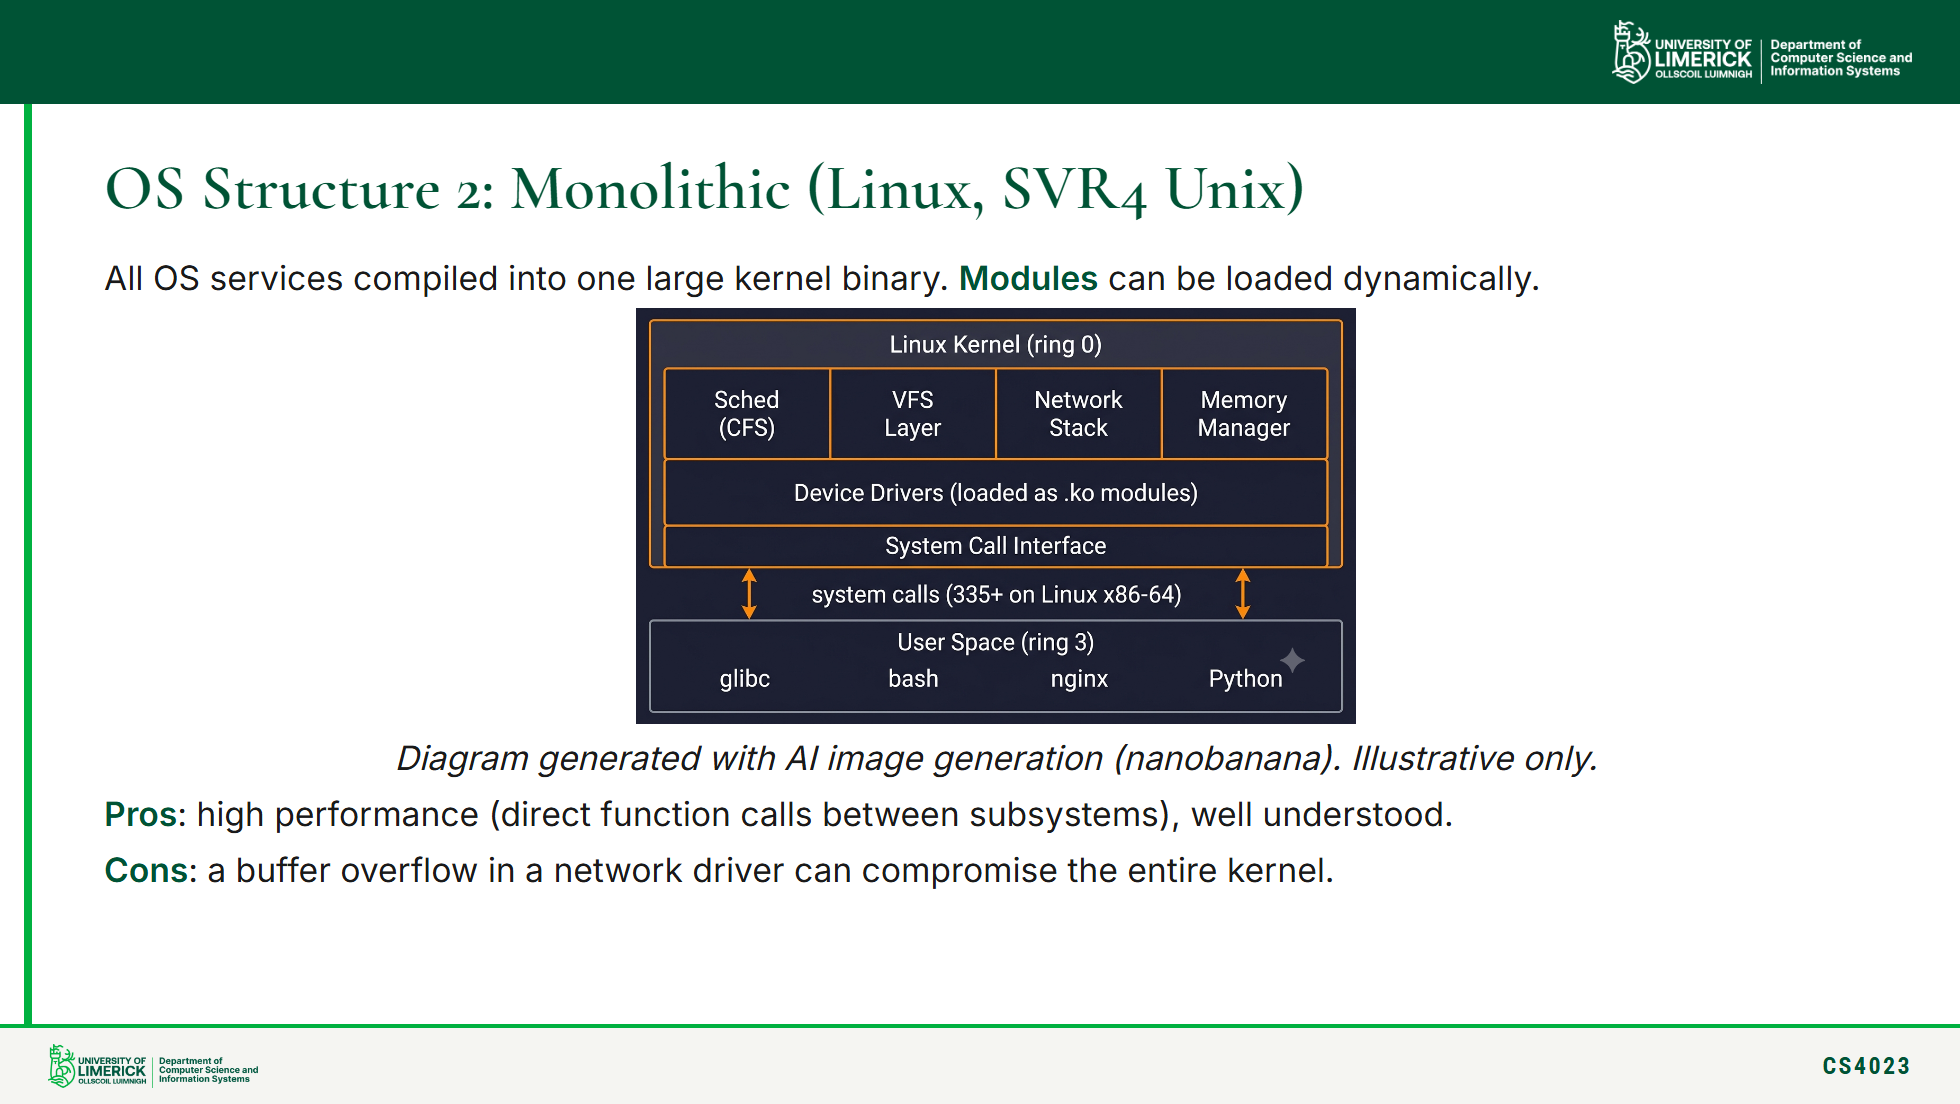 UNIVERSITY OF
LIMERICK
OLLSCOIL LUIMNIGH
Department of
Computer Science and
Information Systems
OS Structure 2: Monolithic (Linux, SVR4 Unix)
All OS services compiled into one large kernel binary. Modules can be loaded dynamically.
Linux Kernel (ring 0)
Sched
(CFS)
VFS
Layer
Network
Stack
Memory
Manager
Device Drivers (loaded as .ko modules)
System Call Interface
system calls (335+ on Linux x86-64)
User Space (ring 3)
glibc bash nginx Python
Diagram generated with AI image generation (nanobanana). Illustrative only.
Pros: high performance (direct function calls between subsystems), well understood.
Cons: a buffer overflow in a network driver can compromise the entire kernel.
UNIVERSITY OF
LIMERICK
OLLSCOIL LUIMNIGH
Department of
Computer Science and
Information Systems
CS4023